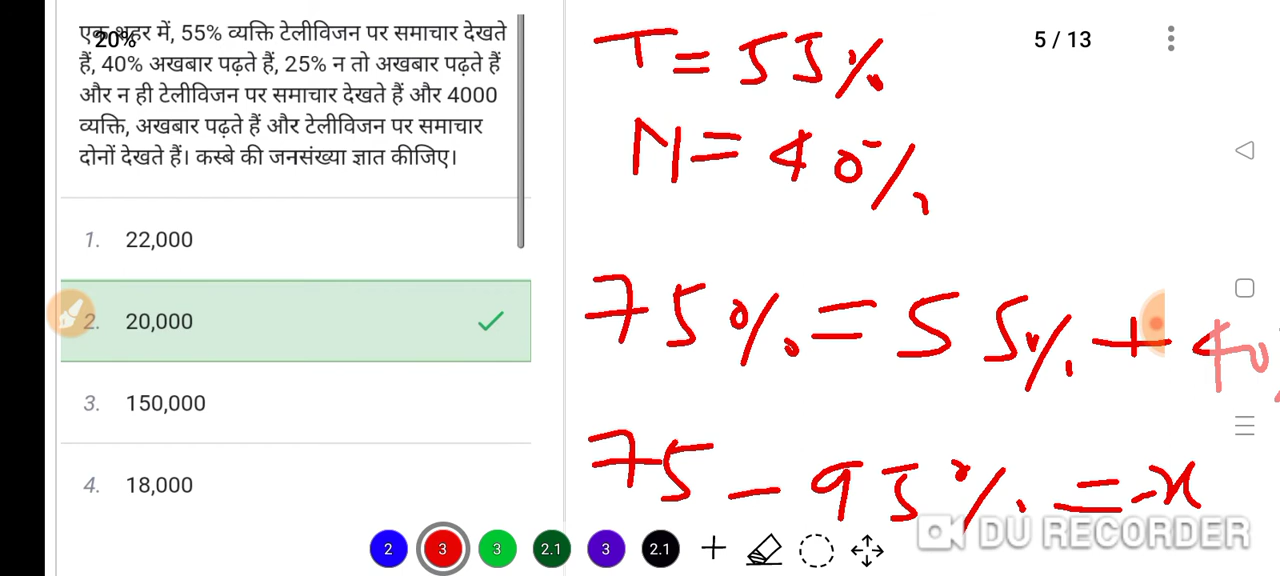 एक शहर में, 55% व्यक्ति टेलीविजन पर समाचार देखते
20%
हैं, 40% अखबार पढ़ते हैं, 25% न तो अखबार पढ़ते हैं
और न ही टेलीविजन पर समाचार देखते हैं और 4000
व्यक्ति, अखबार पढ़ते हैं और टेलीविजन पर समाचार
दोनों देखते हैं। कस्बे की जनसंख्या ज्ञात कीजिए।
1. 22,000
2. 20,000
3. 150,000
4. 18,000
5 / 13
T = 55%
N = 40%
75% = 55% + 40
75 - 95% = -x
2 3 3 2.1 3 2.1
DU RECORDER